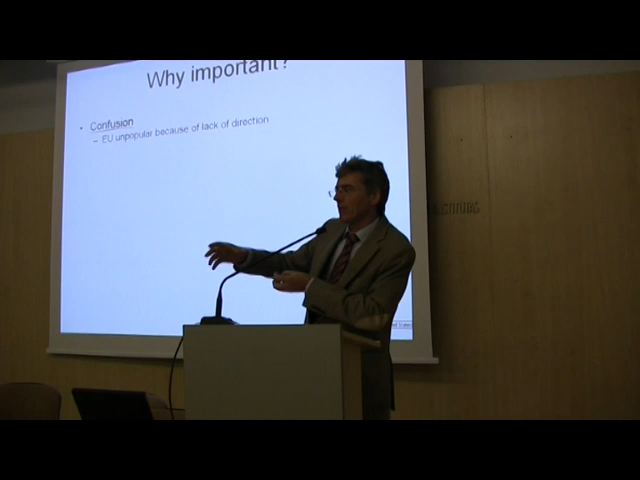 Why important?
• Confusion
– EU unpopular because of lack of direction